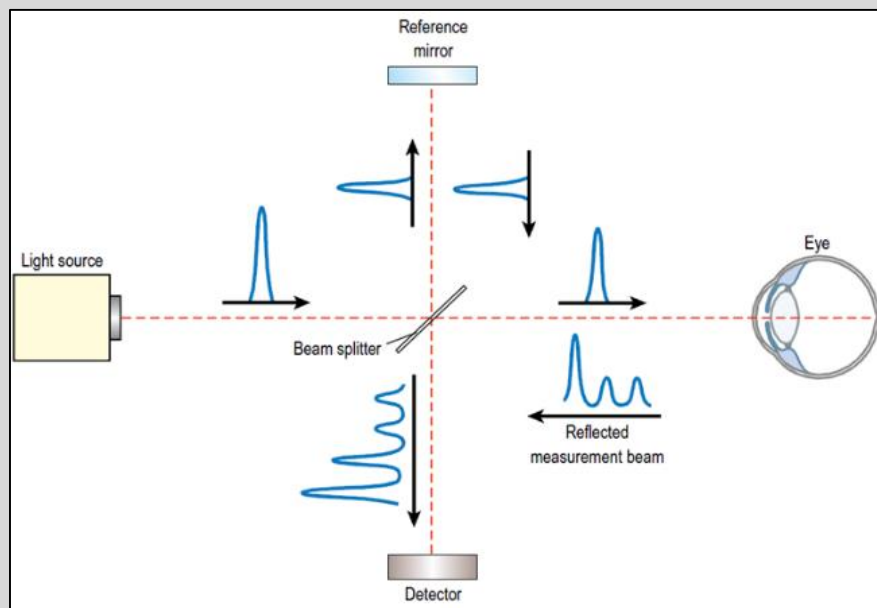 Reference
mirror
Light source
Eye
Beam splitter
Reflected
measurement beam
Detector